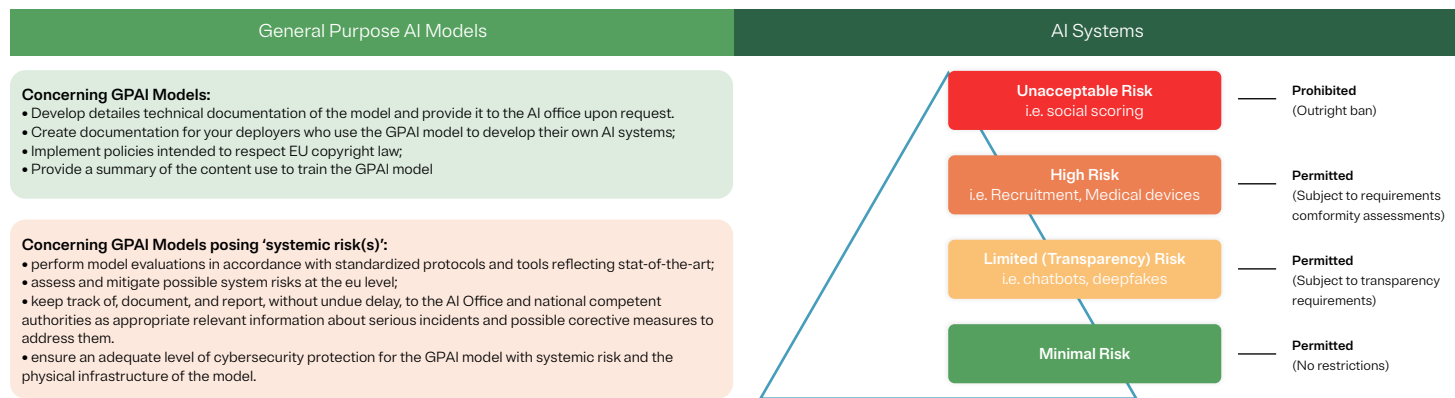 General Purpose AI Models
Concerning GPAI Models:
• Develop detailes technical documentation of the model and provide it to the AI office upon request.
• Create documentation for your deployers who use the GPAI model to develop their own AI systems;
• Implement policies intended to respect EU copyright law;
• Provide a summary of the content use to train the GPAI model
Concerning GPAI Models posing ‘systemic risk(s)’:
• perform model evaluations in accordance with standardized protocols and tools reflecting stat-of-the-art;
• assess and mitigate possible system risks at the eu level;
• keep track of, document, and report, without undue delay, to the AI Office and national competent
authorities as appropriate relevant information about serious incidents and possible corective measures to
address them.
• ensure an adequate level of cybersecurity protection for the GPAI model with systemic risk and the
physical infrastructure of the model.
AI Systems
Unacceptable Risk
i.e. social scoring
Prohibited
(Outright ban)
High Risk
i.e. Recruitment, Medical devices
Permitted
(Subject to requirements
comformity assessments)
Limited (Transparency) Risk
i.e. chatbots, deepfakes
Permitted
(Subject to transparency
requirements)
Minimal Risk
Permitted
(No restrictions)